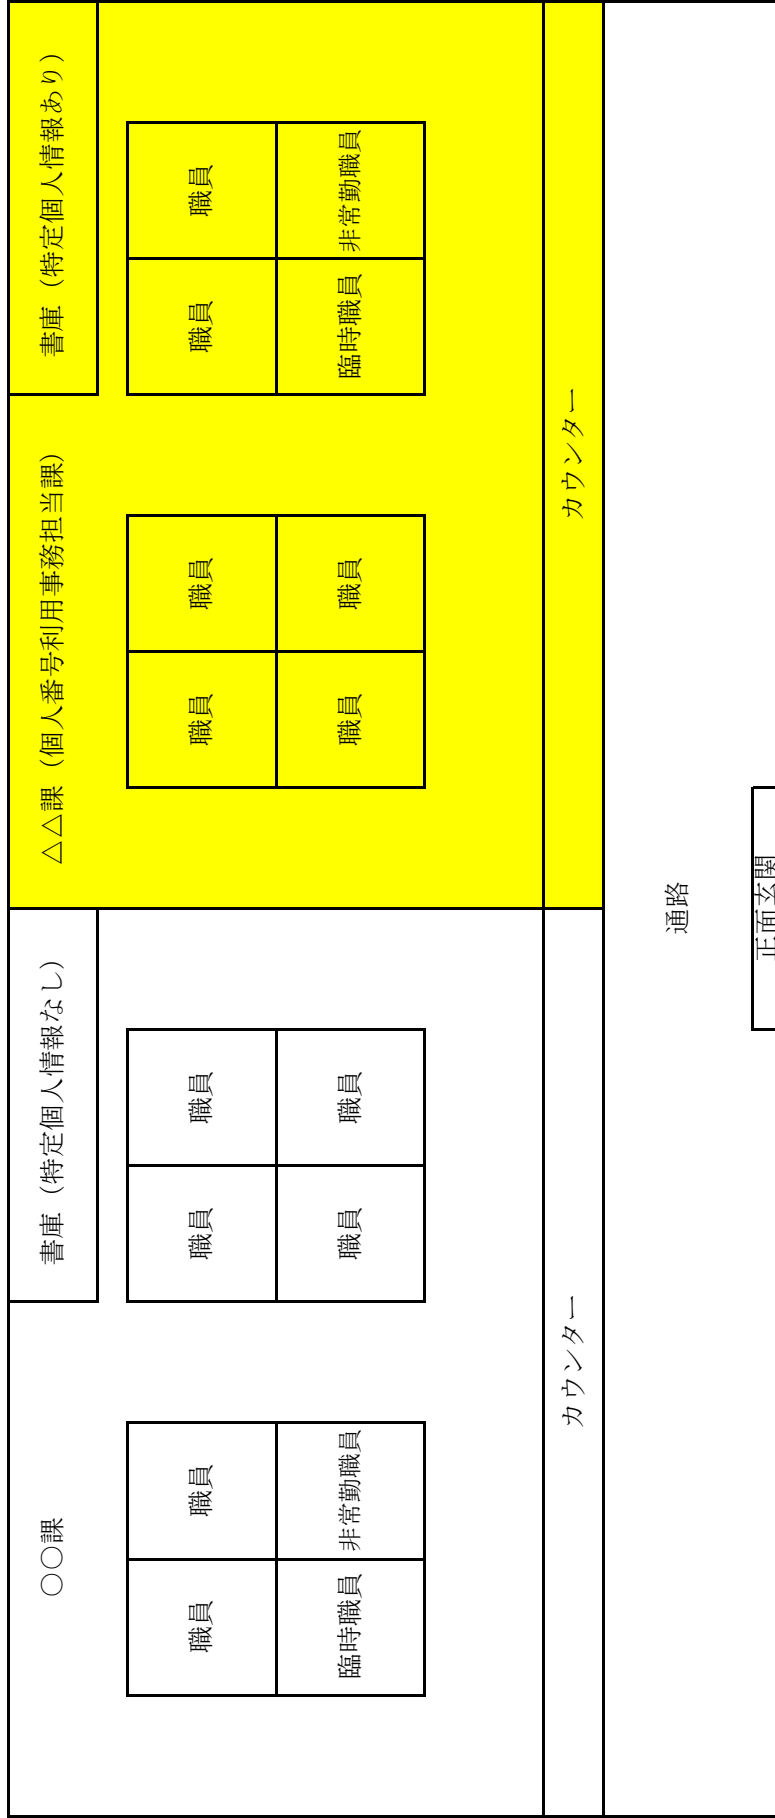 〇〇課
書庫（特定個人情報なし）
△△課（個人番号利用事務担当課）
書庫（特定個人情報あり）
職員
職員
職員
職員
職員
職員
職員
職員
臨時職員
非常勤職員
職員
職員
職員
職員
臨時職員
非常勤職員
カウンター
カウンター
通路
正面玄関